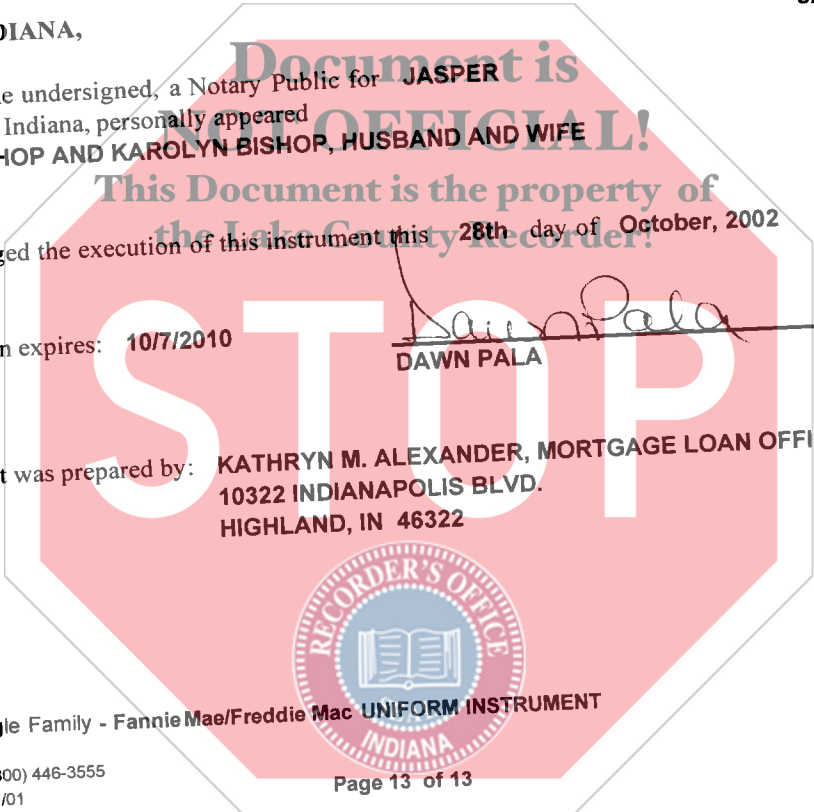 DIANA,
Document is
e undersigned, a Notary Public for JASPER
Indiana, personally appeared
NOT OFFICIAL!
HOP AND KAROLYN BISHOP, HUSBAND AND WIFE
This Document is the property of
the Lake County Recorder!
ged the execution of this instrument this 28th day of October, 2002
STOP
Dawn Pala
n expires: 10/7/2010
DAWN PALA
t was prepared by: KATHRYN M. ALEXANDER, MORTGAGE LOAN OFFI
10322 INDIANAPOLIS BLVD.
HIGHLAND, IN 46322
RECORDER'S OFFICE
gle Family - Fannie Mae/Freddie Mac UNIFORM INSTRUMENT
INDIANA
00) 446-3555
Page 13 of 13
/01